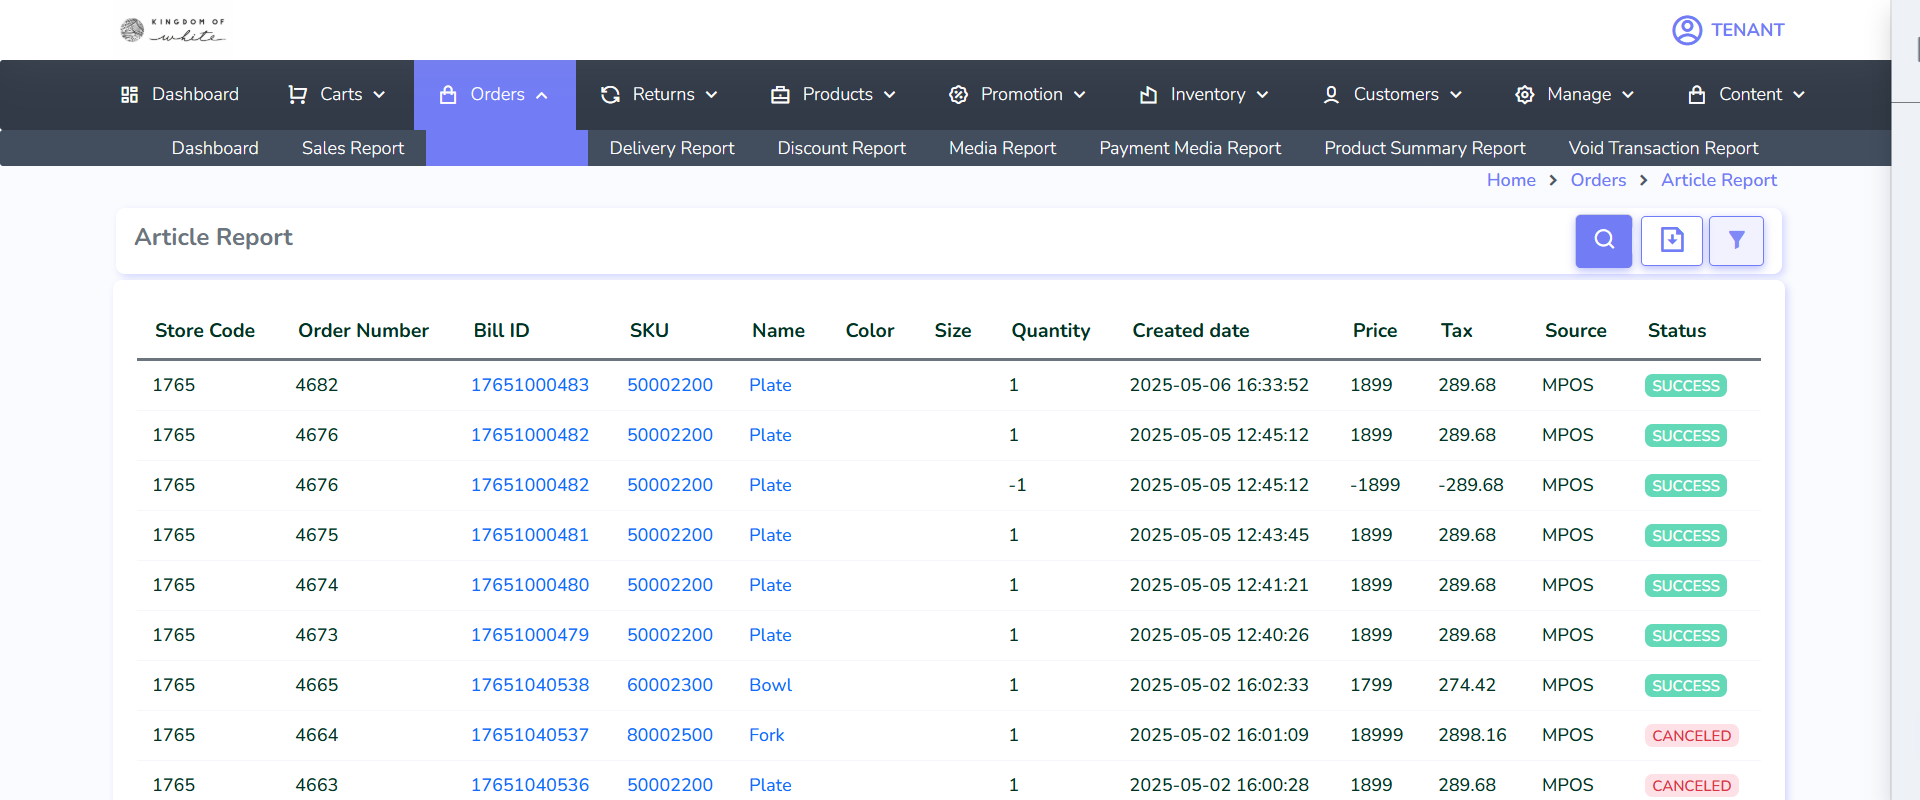 KINGDOM OF
white
TENANT
Dashboard Carts Orders Returns Products Promotion Inventory Customers Manage Content
Dashboard Sales Report Delivery Report Discount Report Media Report Payment Media Report Product Summary Report Void Transaction Report
Home > Orders > Article Report
Article Report
Store Code Order Number Bill ID SKU Name Color Size Quantity Created date Price Tax Source Status
1765 4682 17651000483 50002200 Plate 1 2025-05-06 16:33:52 1899 289.68 MPOS SUCCESS
1765 4676 17651000482 50002200 Plate 1 2025-05-05 12:45:12 1899 289.68 MPOS SUCCESS
1765 4676 17651000482 50002200 Plate -1 2025-05-05 12:45:12 -1899 -289.68 MPOS SUCCESS
1765 4675 17651000481 50002200 Plate 1 2025-05-05 12:43:45 1899 289.68 MPOS SUCCESS
1765 4674 17651000480 50002200 Plate 1 2025-05-05 12:41:21 1899 289.68 MPOS SUCCESS
1765 4673 17651000479 50002200 Plate 1 2025-05-05 12:40:26 1899 289.68 MPOS SUCCESS
1765 4665 17651040538 60002300 Bowl 1 2025-05-02 16:02:33 1799 274.42 MPOS SUCCESS
1765 4664 17651040537 80002500 Fork 1 2025-05-02 16:01:09 18999 2898.16 MPOS CANCELED
1765 4663 17651040536 50002200 Plate 1 2025-05-02 16:00:28 1899 289.68 MPOS CANCELED